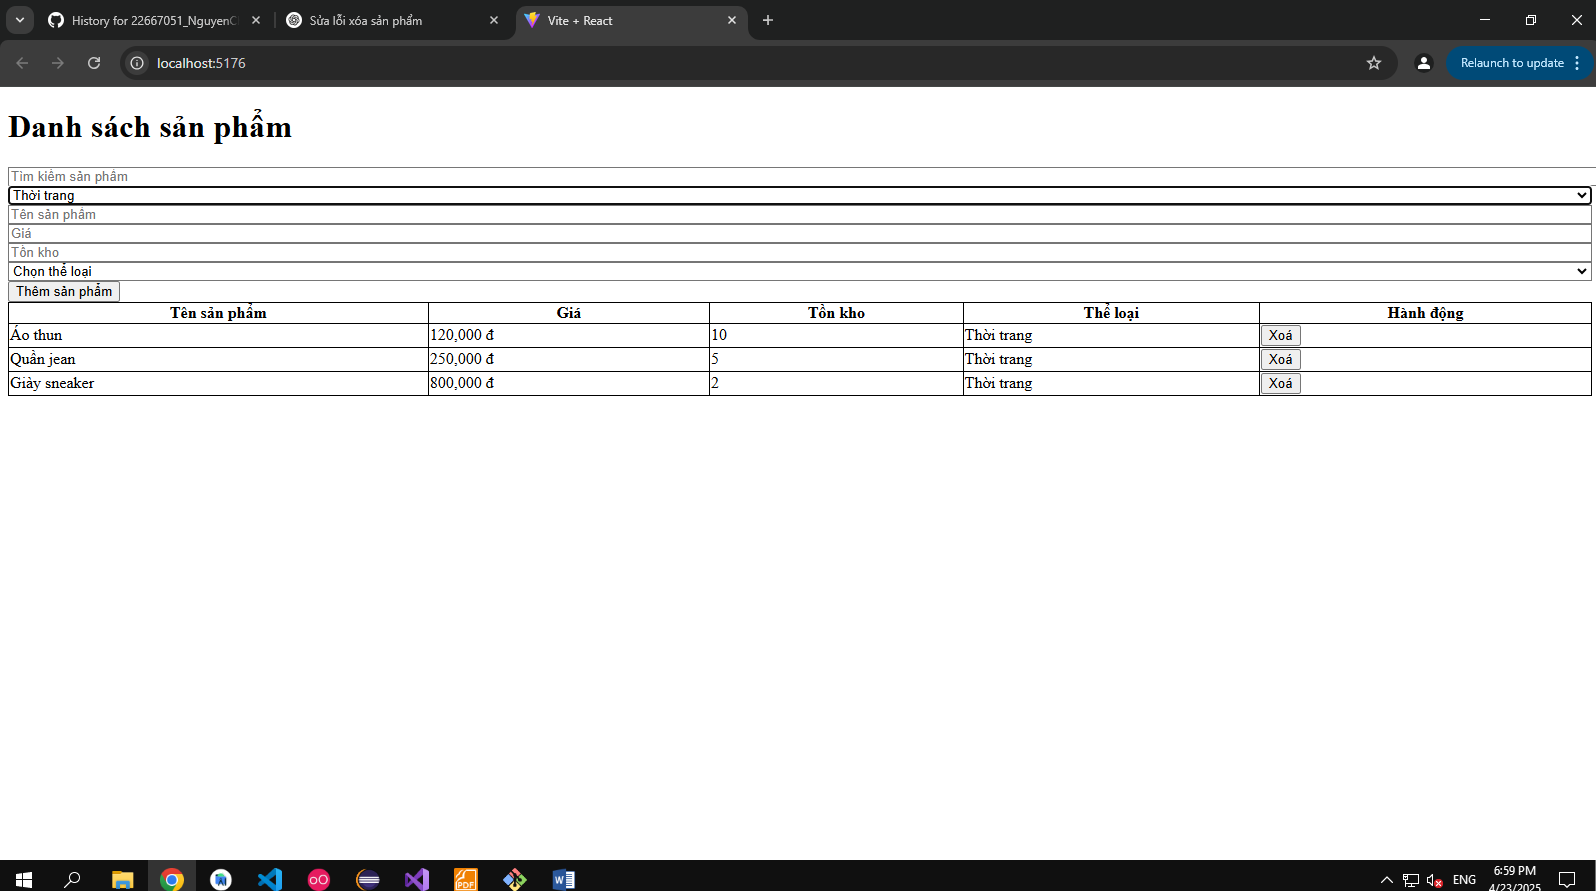 History for 22667051_NguyenC
Sửa lỗi xóa sản phẩm
Vite + React
localhost:5176
Relaunch to update
Danh sách sản phẩm
Tìm kiếm sản phẩm
Thời trang
Tên sản phẩm
Giá
Tồn kho
Chọn thể loại
Thêm sản phẩm
Tên sản phẩm Giá Tồn kho Thể loại Hành động
Áo thun 120,000 đ 10 Thời trang Xoá
Quần jean 250,000 đ 5 Thời trang Xoá
Giày sneaker 800,000 đ 2 Thời trang Xoá
PDF
ENG
6:59 PM
4/23/2025